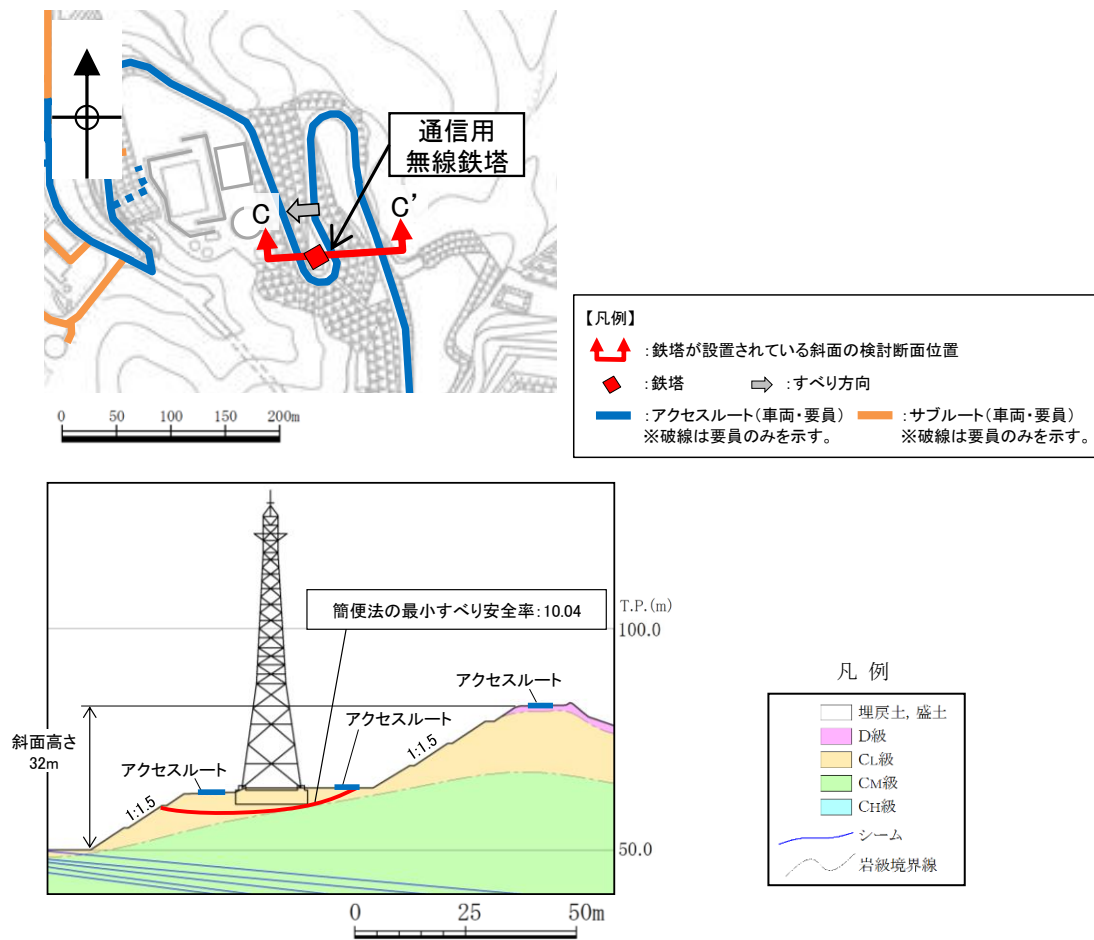 通信用
無線鉄塔
C
C’
0 50 100 150 200m
【凡例】
:鉄塔が設置されている斜面の検討断面位置
:鉄塔 :すべり方向
:アクセスルート(車両・要員) :サブルート(車両・要員)
※破線は要員のみを示す。 ※破線は要員のみを示す。
簡便法の最小すべり安全率:10.04
T.P.(m)
100.0
アクセスルート
アクセスルート
斜面高さ
32m
アクセスルート
1:1.5
1:1.5
50.0
0 25 50m
凡 例
埋戻土, 盛土
D級
CL級
CM級
CH級
シーム
岩級境界線